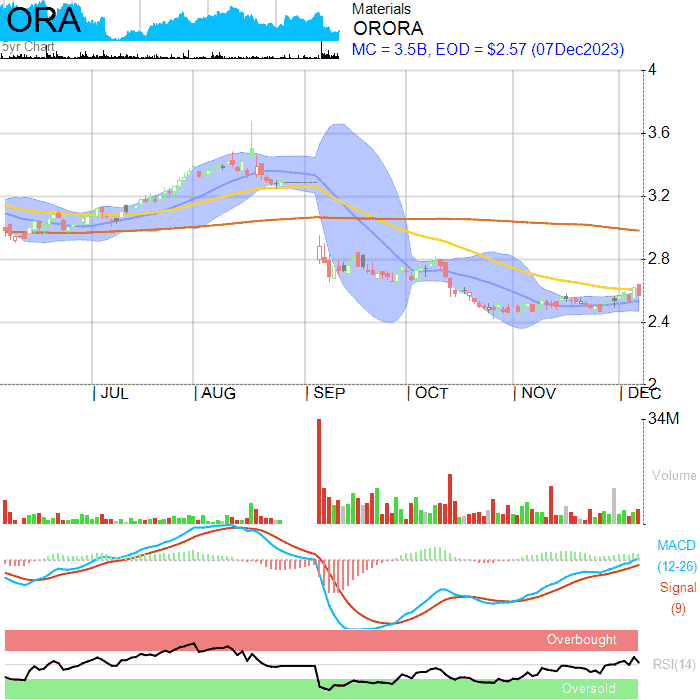 ORA
5yr Chart
Materials
ORORA
MC = 3.5B, EOD = $2.57 (07Dec2023)
4
3.6
3.2
2.8
2.4
2
JUL AUG SEP OCT NOV DEC
34M
Volume
MACD
(12-26)
Signal
(9)
Overbought
RSI(14)
Oversold